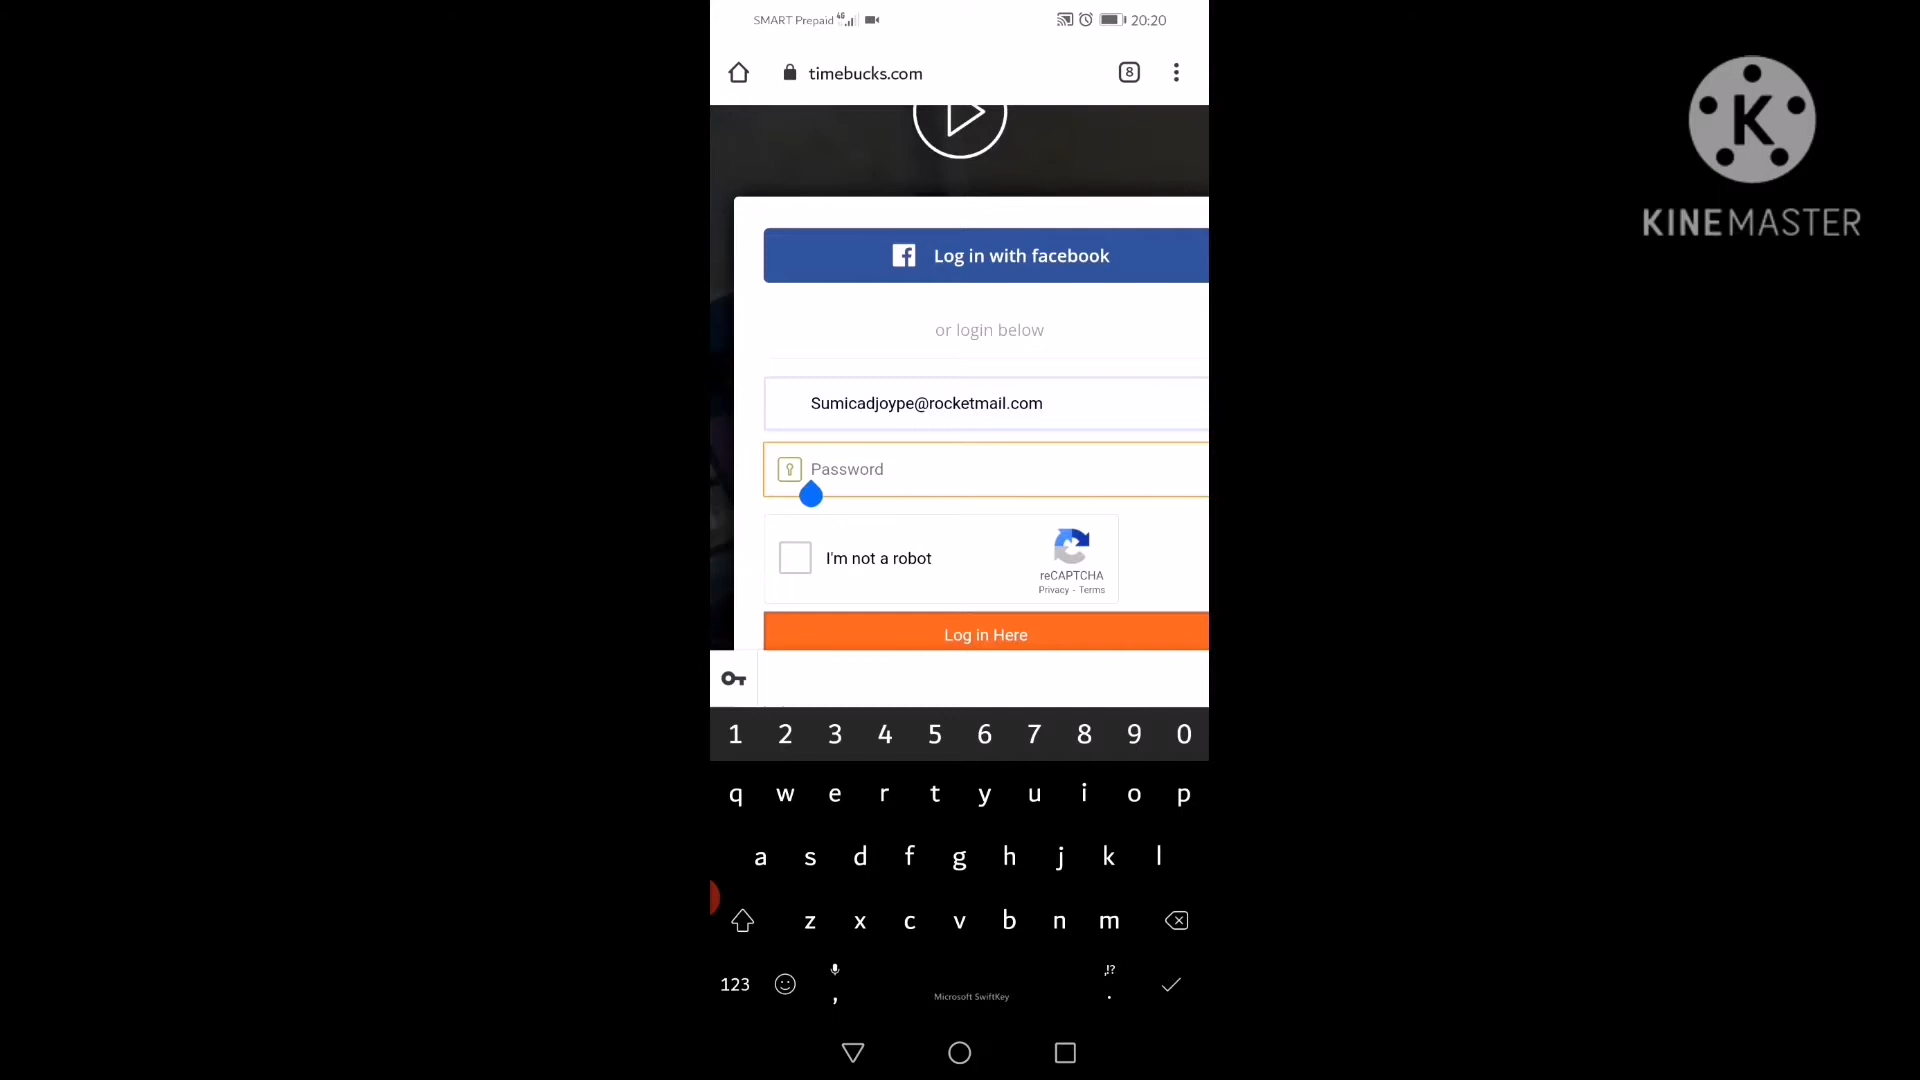 SMART Prepaid 4G 20:20
timebucks.com 8
KINEMASTER
Log in with facebook
or login below
Sumicadjoype@rocketmail.com
Password
I'm not a robot
reCAPTCHA
Privacy - Terms
Log in Here
1 2 3 4 5 6 7 8 9 0
q w e r t y u i o p
a s d f g h j k l
z x c v b n m
123 , Microsoft SwiftKey ,!? .